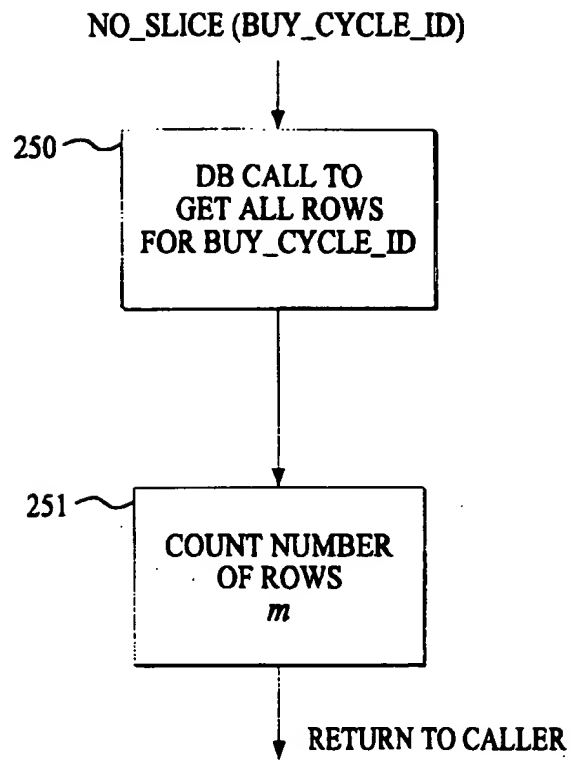 NO_SLICE (BUY_CYCLE_ID)
250
DB CALL TO
GET ALL ROWS
FOR BUY_CYCLE_ID
251
COUNT NUMBER
OF ROWS
m
RETURN TO CALLER